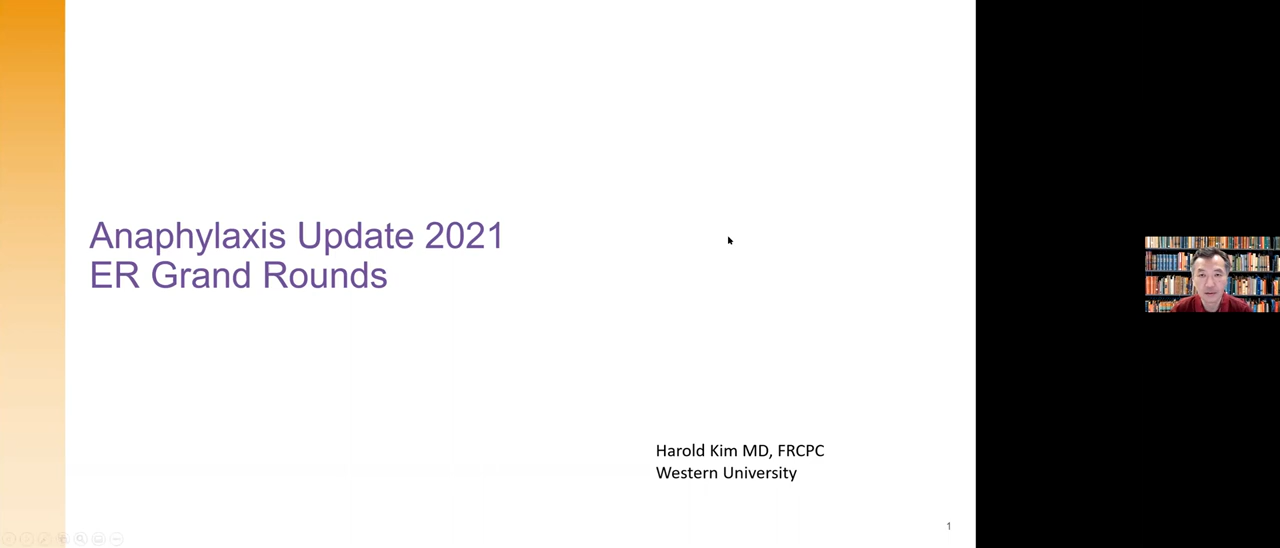 Anaphylaxis Update 2021
ER Grand Rounds
Harold Kim MD, FRCPC
Western University
1